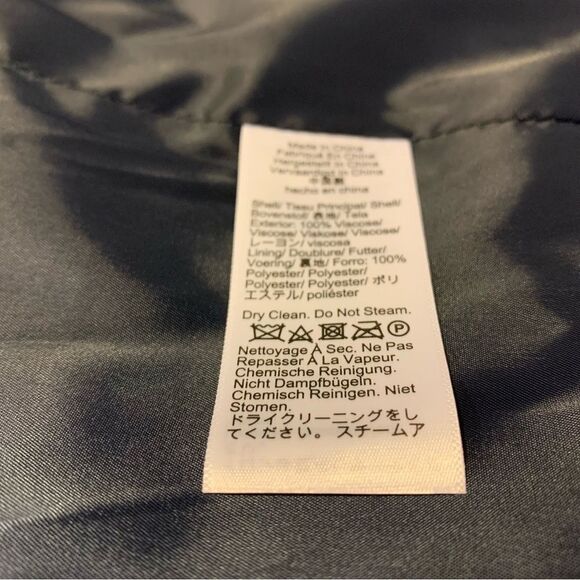 Made in China
Fabriqué En China
Hergestellt in China
Vervaardied in China
中国製
hecho en china
Shell/ Tissu Principal/ Shell/
Bovenstof/ 表地/ Tela
Exterior: 100% Viscose/
Viscose/ Viskose/ Viscose/
レーヨン/ viscosa
Lining/ Doublure/ Futter/
Voering/ 裏地/ Forro: 100%
Polyester/ Polyester/
Polyester/ Polyester/ ポリ
エステル/ poliéster
Dry Clean. Do Not Steam.
P
Nettoyage À Sec. Ne Pas
Repasser À La Vapeur.
Chemische Reinigung.
Nicht Dampfbügeln.
Chemisch Reinigen. Niet
Stomen.
ドライクリーニングをし
てください。 スチームア